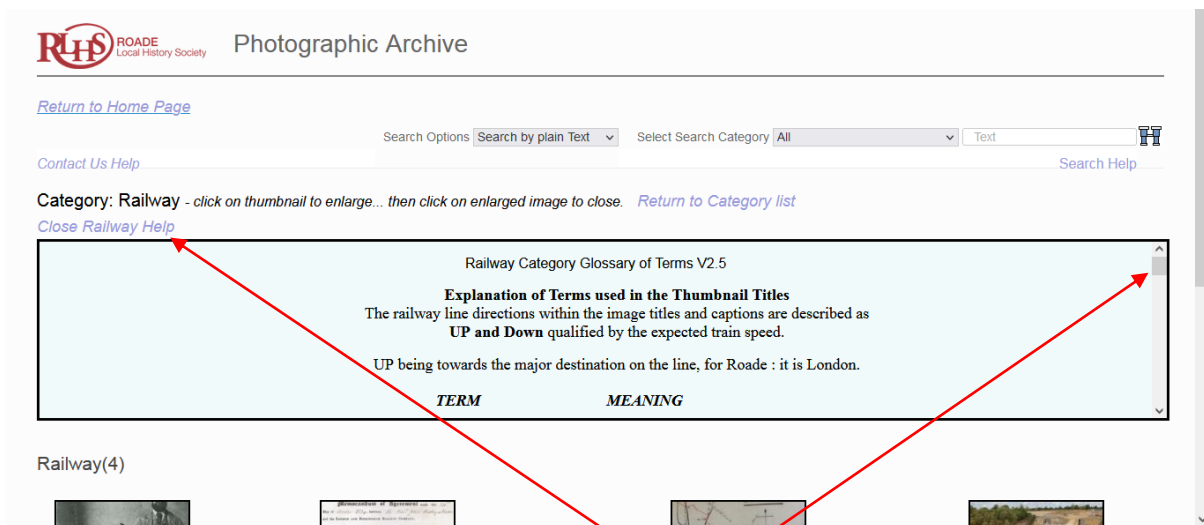 RLHS ROADE
Local History Society
Photographic Archive
Return to Home Page
Search Options Search by plain Text Select Search Category All Text
Contact Us Help Search Help
Category: Railway - click on thumbnail to enlarge... then click on enlarged image to close. Return to Category list
Close Railway Help
Railway Category Glossary of Terms V2.5
Explanation of Terms used in the Thumbnail Titles
The railway line directions within the image titles and captions are described as
UP and Down qualified by the expected train speed.
UP being towards the major destination on the line, for Roade : it is London.
TERM MEANING
Railway(4)
Memorandum of Agreement